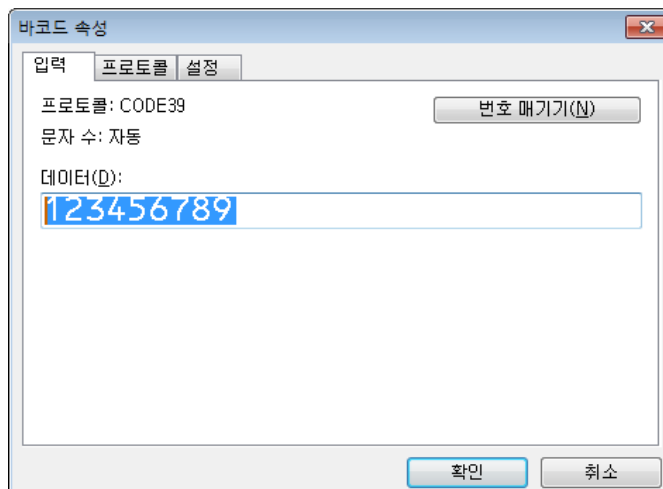 바코드 속성
입력 프로토콜 설정
프로토콜: CODE39 번호 매기기(N)
문자 수: 자동
데이터(D):
123456789
확인 취소